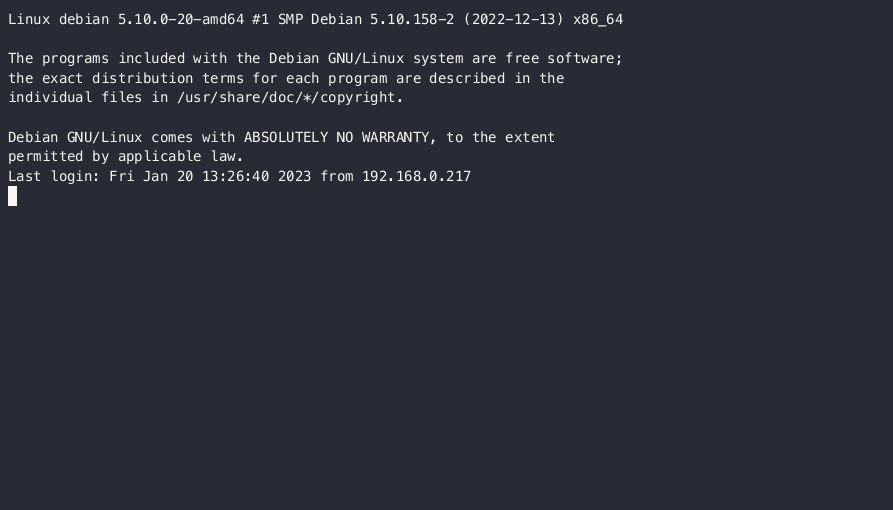 Linux debian 5.10.0-20-amd64 #1 SMP Debian 5.10.158-2 (2022-12-13) x86_64
The programs included with the Debian GNU/Linux system are free software;
the exact distribution terms for each program are described in the
individual files in /usr/share/doc/*/copyright.
Debian GNU/Linux comes with ABSOLUTELY NO WARRANTY, to the extent
permitted by applicable law.
Last login: Fri Jan 20 13:26:40 2023 from 192.168.0.217